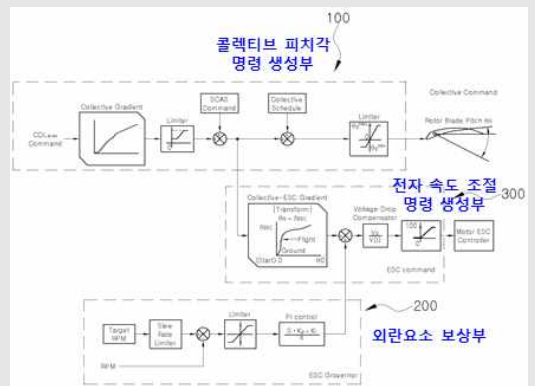 100
콜렉티브 피치각
명령 생성부
SCAS
Command
Collective
Schedule
Collective Command
Collective Gradient
Limiter
Limiter
Rotor Blade Pitch
Command
전자 속도 조절
명령 생성부
300
Collective-ESC Gradient
(Transform)
Voltage Drop
Compensator
100
Flight
Ground
(Start)
Motor ESC
Controller
ESC command
200
Limiter
PI control
외란요소 보상부
Target
RPM
Slew
Rate
Limiter
RPM
ESC (Governor)